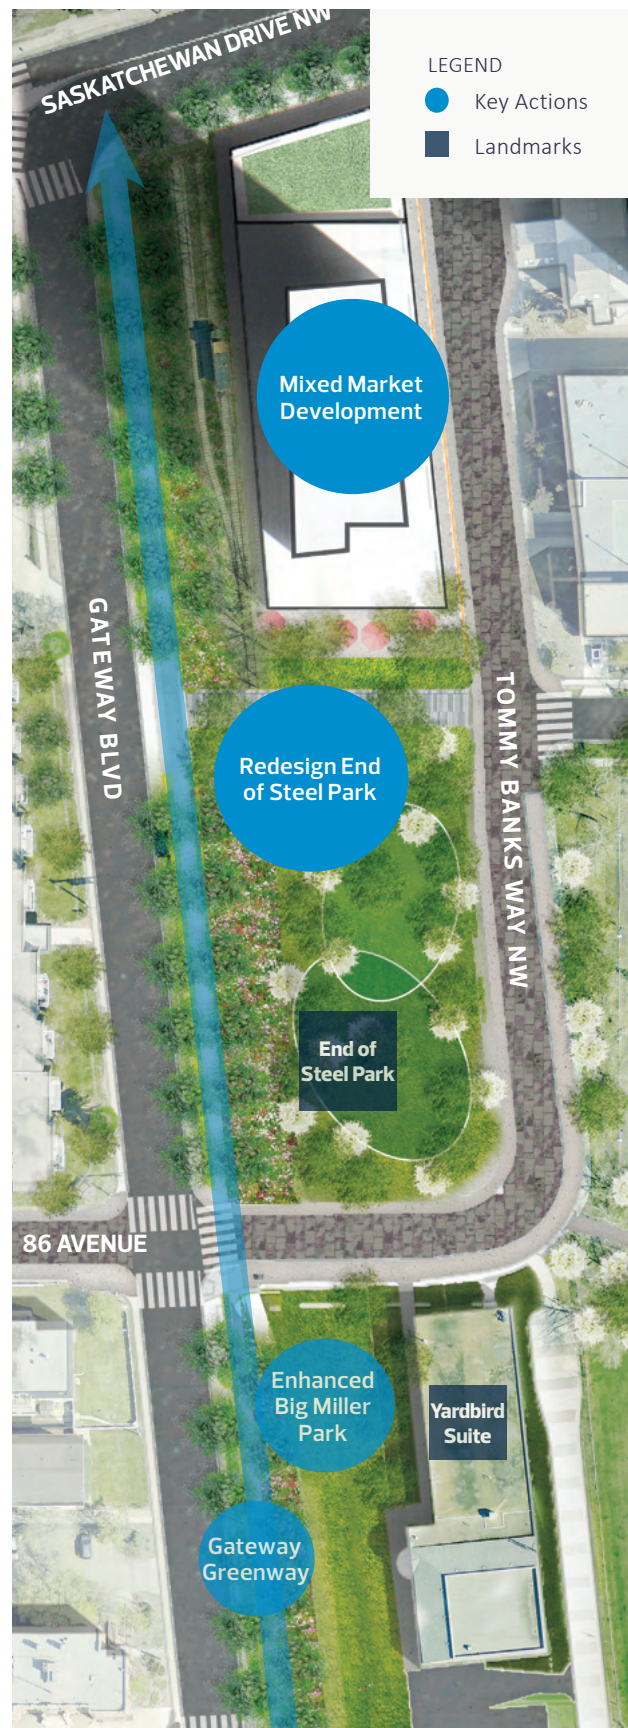 SASKATCHEWAN DRIVE NW
LEGEND
Key Actions
Landmarks
Mixed Market
Development
GATEWAY BLVD
TOMMY BANKS WAY NW
Redesign End
of Steel Park
End of
Steel Park
86 AVENUE
Enhanced
Big Miller
Park
Yardbird
Suite
Gateway
Greenway